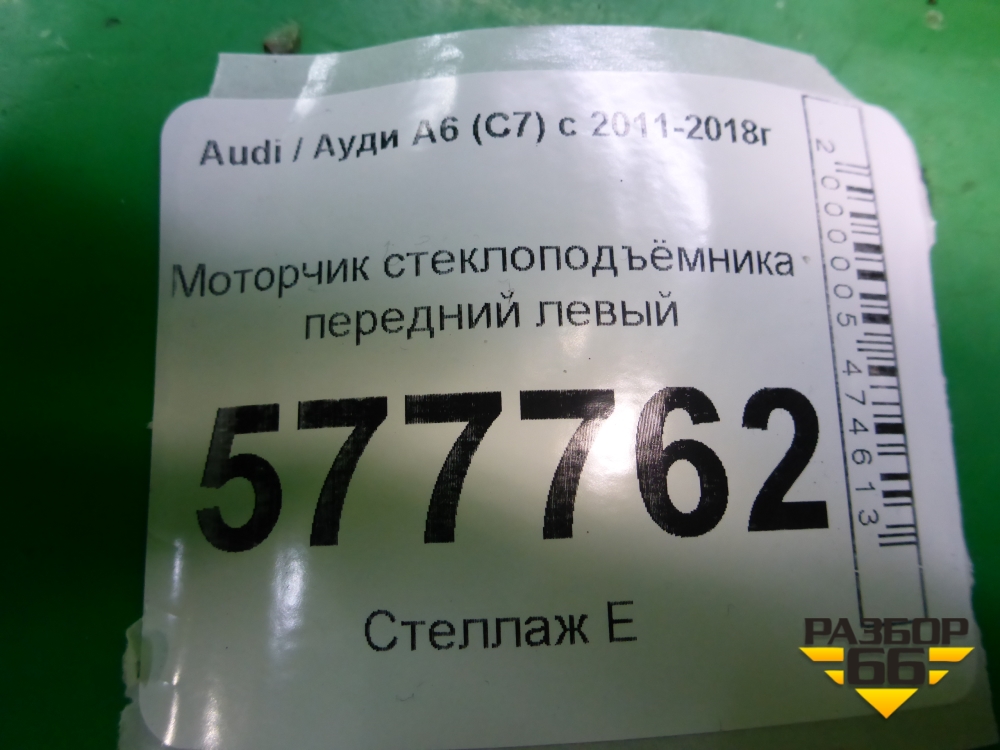 Audi / Ауди А6 (С7) с 2011-2018г
Моторчик стеклоподъёмника
передний левый
577762
Стеллаж Е
2000005474613
РАЗБОР
66